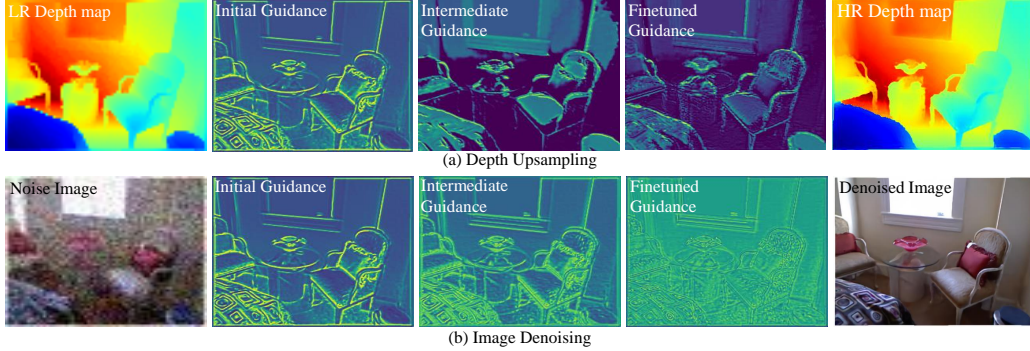 LR Depth map
Initial Guidance
Intermediate
Guidance
Finetuned
Guidance
HR Depth map
(a) Depth Upsampling
Noise Image
Initial Guidance
Intermediate
Guidance
Finetuned
Guidance
Denoised Image
(b) Image Denoising